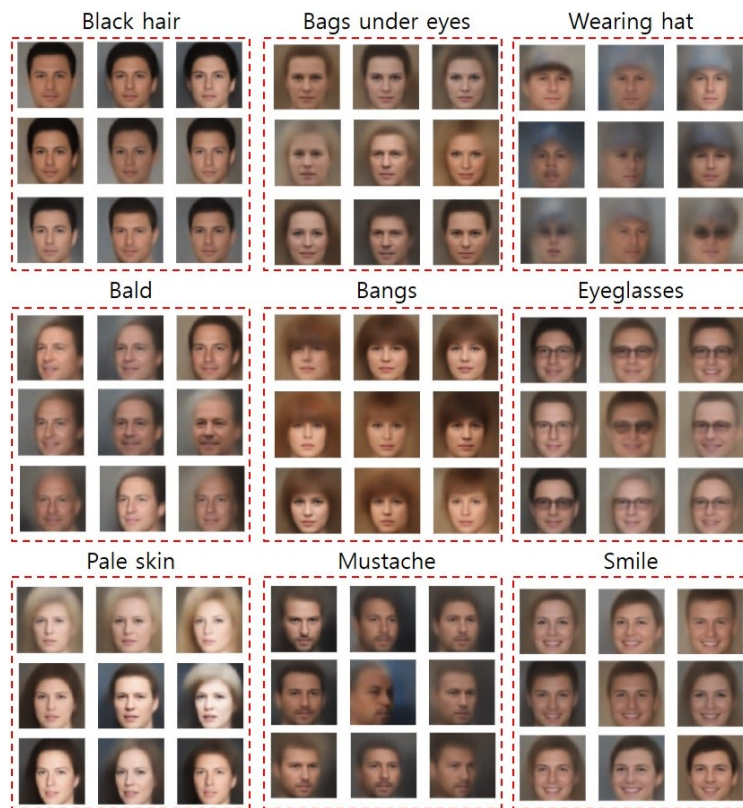 Black hair
Bags under eyes
Wearing hat
Bald
Bangs
Eyeglasses
Pale skin
Mustache
Smile